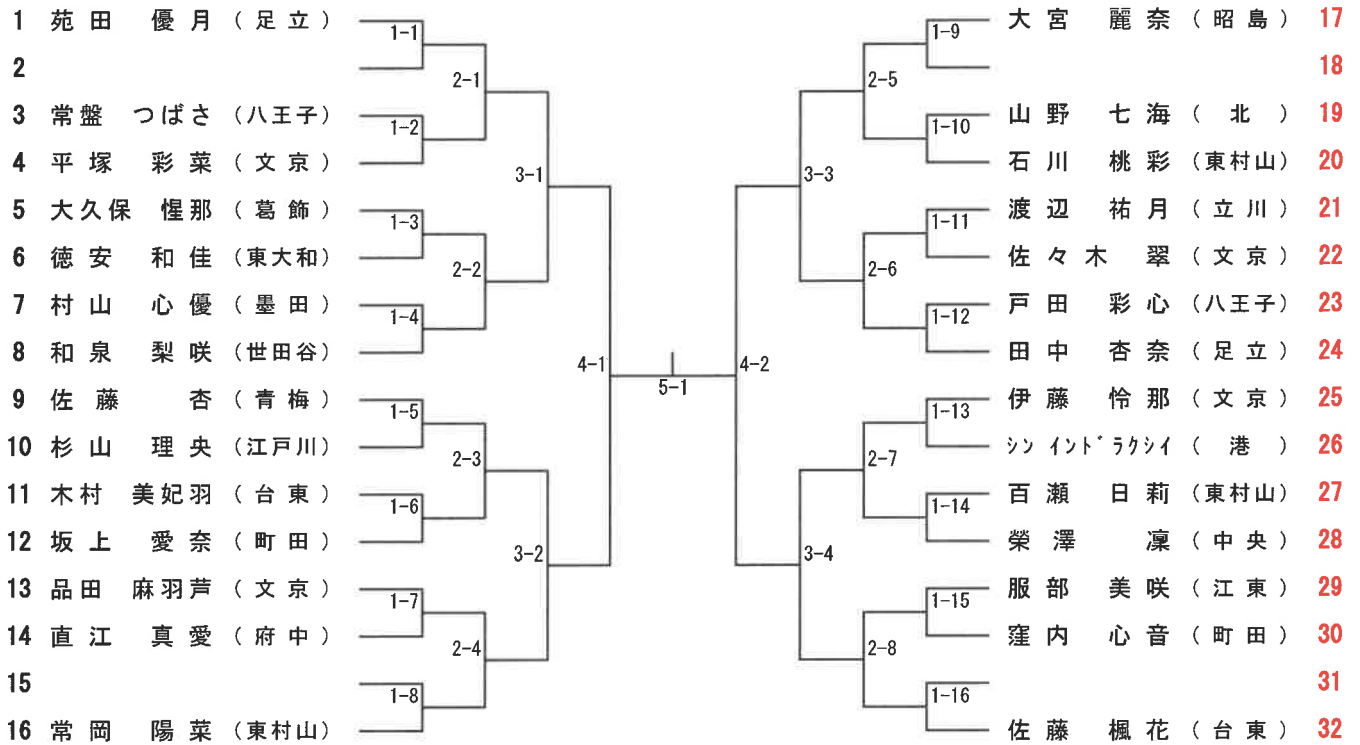 1 苑田 優月 (足立)
1-1
2
2-1
3 常盤 つばさ (八王子)
1-2
4 平塚 彩菜 (文京)
3-1
5 大久保 惺那 (葛飾)
1-3
6 徳安 和佳 (東大和)
2-2
7 村山 心優 (墨田)
1-4
8 和泉 梨咲 (世田谷)
4-1
9 佐藤 杏 (青梅)
1-5
10 杉山 理央 (江戸川)
2-3
11 木村 美妃羽 (台東)
1-6
12 坂上 愛奈 (町田)
3-2
13 品田 麻羽芦 (文京)
1-7
14 直江 真愛 (府中)
2-4
15
1-8
16 常岡 陽菜 (東村山)
5-1
大宮 麗奈 (昭島) 17
1-9
18
2-5
山野 七海 (北) 19
1-10
石川 桃彩 (東村山) 20
3-3
渡辺 祐月 (立川) 21
1-11
佐々木 翠 (文京) 22
2-6
戸田 彩心 (八王子) 23
1-12
田中 杏奈 (足立) 24
4-2
伊藤 怜那 (文京) 25
1-13
シン インドラクシイ (港) 26
2-7
百瀬 日莉 (東村山) 27
1-14
榮澤 凜 (中央) 28
3-4
服部 美咲 (江東) 29
1-15
窪内 心音 (町田) 30
2-8
31
1-16
佐藤 楓花 (台東) 32